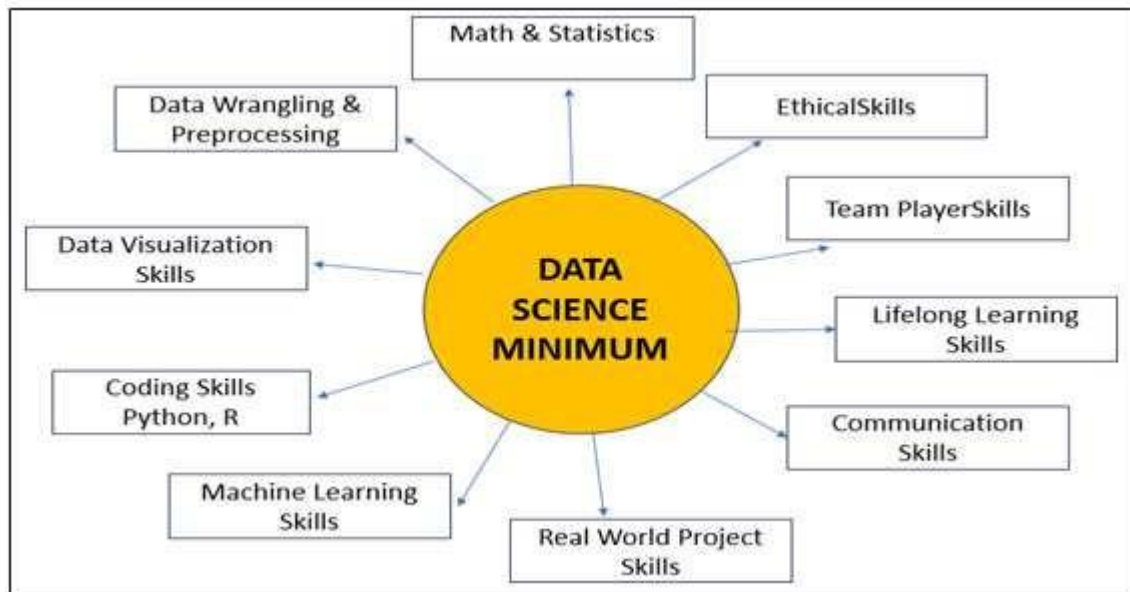 Math & Statistics
Data Wrangling &
Preprocessing
EthicalSkills
Team PlayerSkills
Data Visualization
Skills
DATA
SCIENCE
MINIMUM
Lifelong Learning
Skills
Coding Skills
Python, R
Communication
Skills
Machine Learning
Skills
Real World Project
Skills